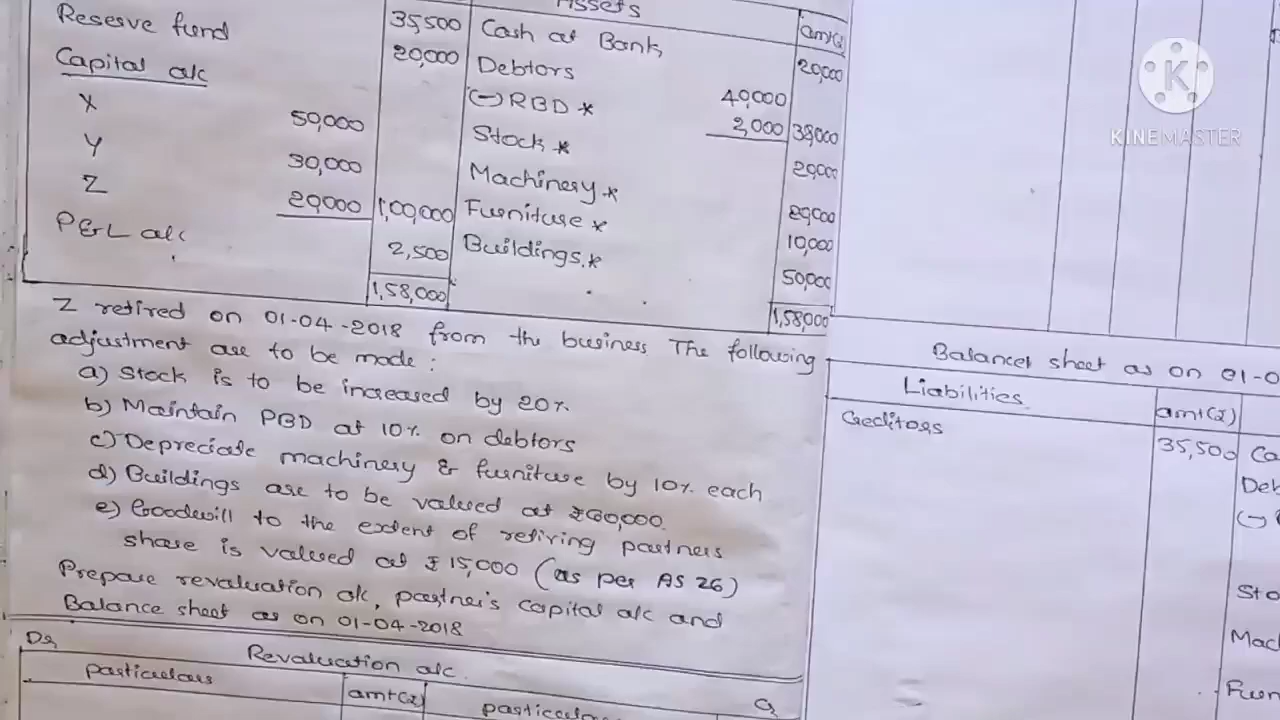 Assets
amt(₹)
Reserve fund 35,500 Cash at Bank 20,000
Capital a/c 20,000 Debtors 40,000
X 50,000 (-) RBD * 2,000 38,000
Y 30,000 Stock * 20,000
Z 20,000 1,00,000 Machinery * 20,000
P&L a/c 2,500 Furniture * 10,000
Buildings * 50,000
1,58,000 1,58,000
Z retired on 01-04-2018 from the business The following
adjustment are to be made :
a) Stock is to be increased by 20%
b) Maintain PBD at 10% on debtors
c) Depreciate machinery & furniture by 10% each
d) Buildings are to be valued at ₹60,000.
e) Goodwill to the extent of retiring partners
share is valued at ₹ 15,000 (as per AS 26)
Prepare revaluation a/c, partner's capital a/c and
Balance sheet as on 01-04-2018
Dr Revaluation a/c. Cr
particulars amt(₹) particulars
Balance sheet as on 01-0
Liabilities amt(₹)
Creditors 35,500 Ca
Deb
(-)
Sto
Mac
Fur
KINEMASTER